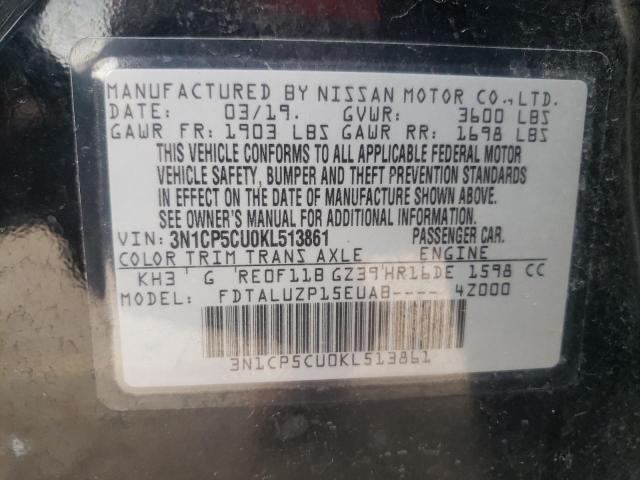 MANUFACTURED BY NISSAN MOTOR CO., LTD.
DATE: 03/19. GVWR: 3600 LBS
GAWR FR: 1903 LBS GAWR RR: 1698 LBS
THIS VEHICLE CONFORMS TO ALL APPLICABLE FEDERAL MOTOR
VEHICLE SAFETY, BUMPER AND THEFT PREVENTION STANDARDS
IN EFFECT ON THE DATE OF MANUFACTURE SHOWN ABOVE.
SEE OWNER'S MANUAL FOR ADDITIONAL INFORMATION.
VIN: 3N1CP5CU0KL513861 PASSENGER CAR.
COLOR TRIM TRANS AXLE ENGINE
KH3 G RE0F11B GZ39 HR16DE 1598 CC
MODEL: FDTALUZP15EUAB---- 4Z000
3N1CP5CU0KL513861